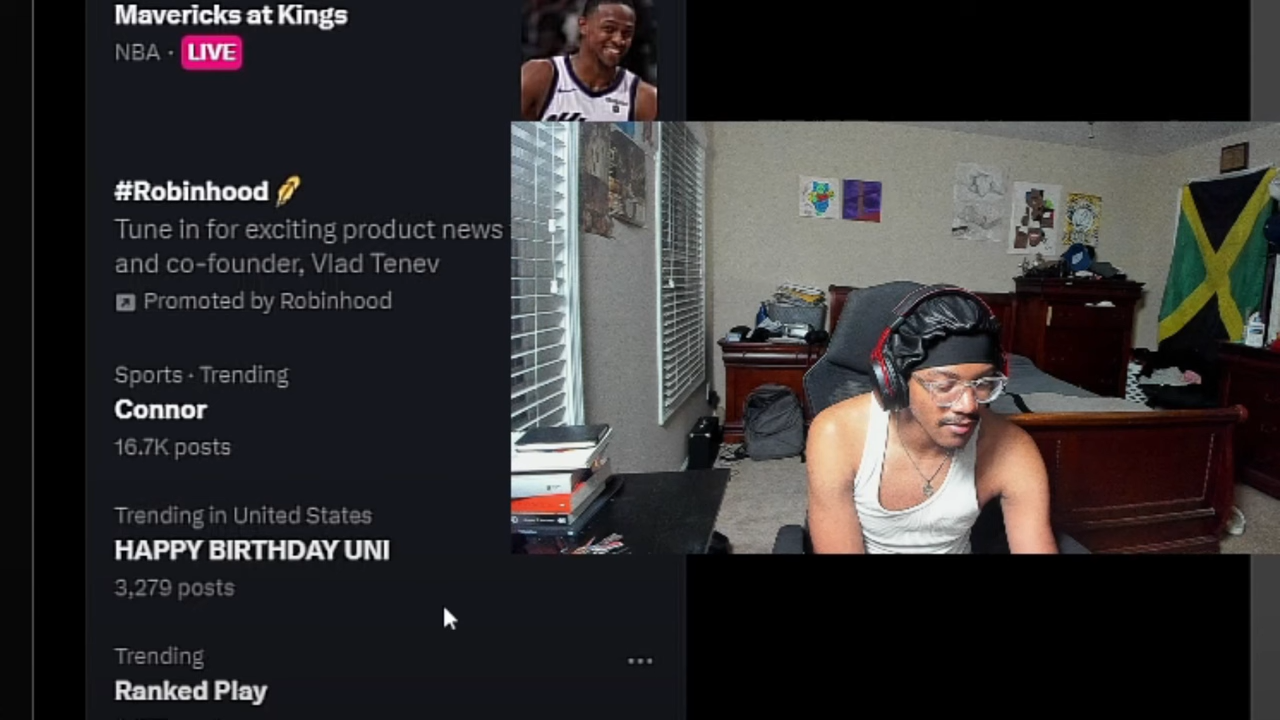 Mavericks at Kings
NBA · LIVE
#Robinhood
Tune in for exciting product news
and co-founder, Vlad Tenev
Promoted by Robinhood
Sports · Trending
Connor
16.7K posts
Trending in United States
HAPPY BIRTHDAY UNI
3,279 posts
Trending
Ranked Play